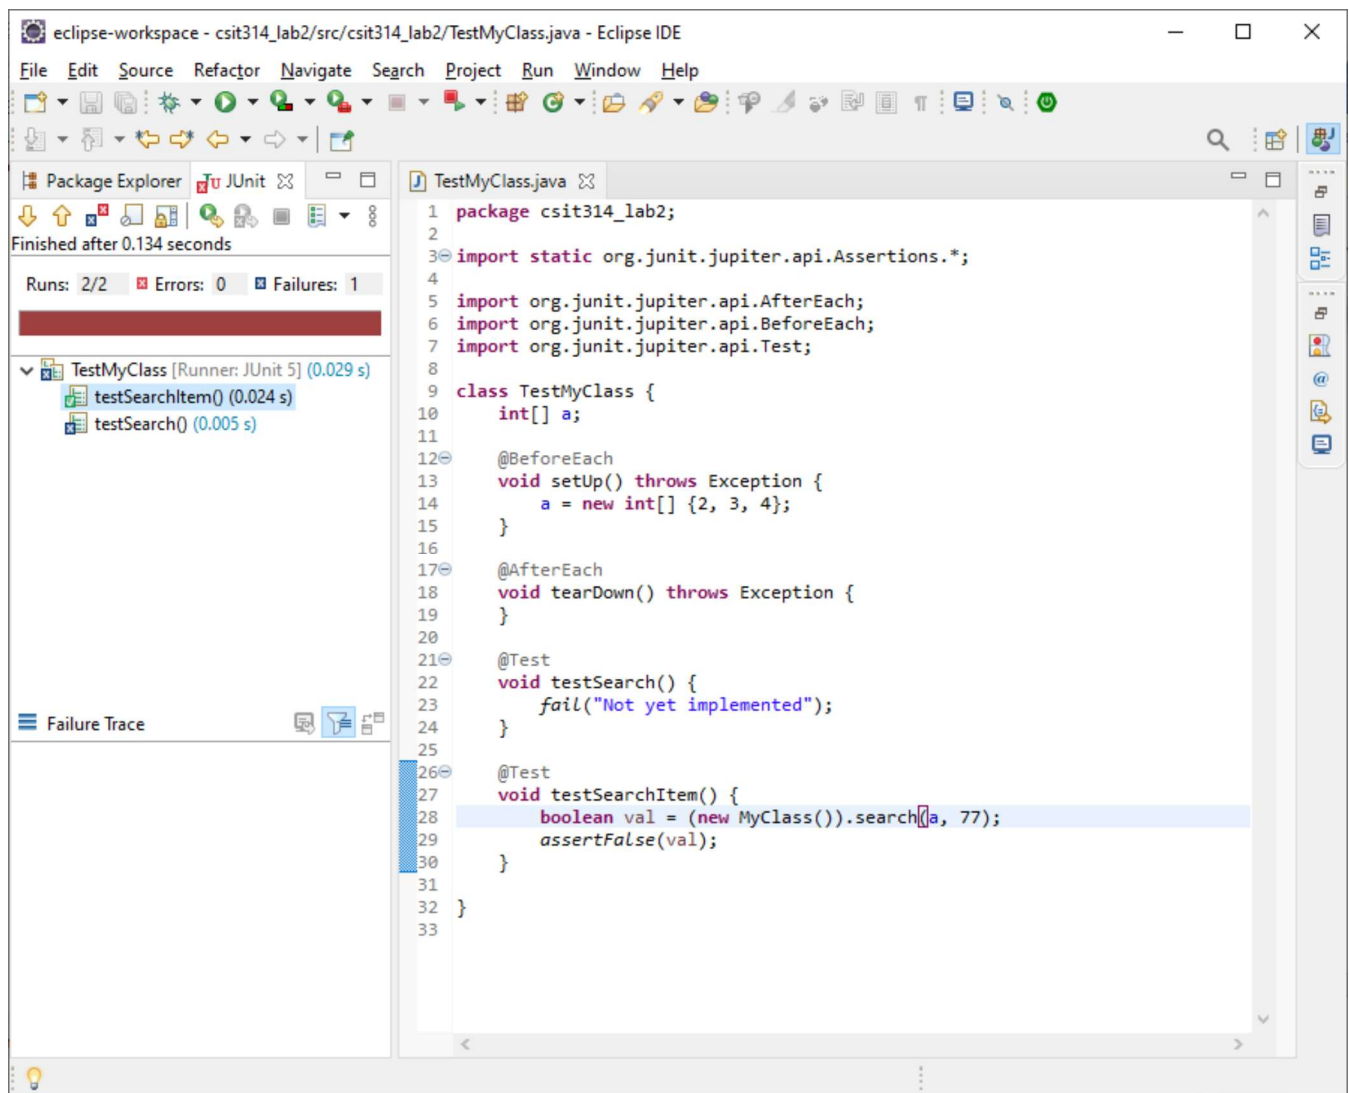 eclipse-workspace - csit314_lab2/src/csit314_lab2/TestMyClass.java - Eclipse IDE
File Edit Source Refactor Navigate Search Project Run Window Help
Package Explorer JUnit
Finished after 0.134 seconds
Runs: 2/2 Errors: 0 Failures: 1
TestMyClass [Runner: JUnit 5] (0.029 s)
testSearchItem() (0.024 s)
testSearch() (0.005 s)
Failure Trace
TestMyClass.java
1 package csit314_lab2;
2
3 import static org.junit.jupiter.api.Assertions.*;
4
5 import org.junit.jupiter.api.AfterEach;
6 import org.junit.jupiter.api.BeforeEach;
7 import org.junit.jupiter.api.Test;
8
9 class TestMyClass {
10     int[] a;
11
12     @BeforeEach
13     void setUp() throws Exception {
14         a = new int[] {2, 3, 4};
15     }
16
17     @AfterEach
18     void tearDown() throws Exception {
19     }
20
21     @Test
22     void testSearch() {
23         fail("Not yet implemented");
24     }
25
26     @Test
27     void testSearchItem() {
28         boolean val = (new MyClass()).search(a, 77);
29         assertFalse(val);
30     }
31
32 }
33